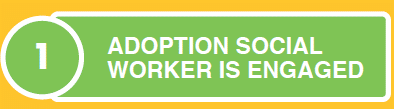 1
ADOPTION SOCIAL
WORKER IS ENGAGED